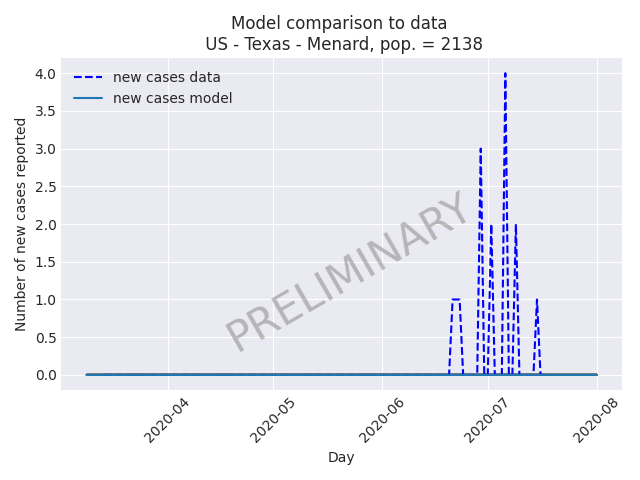 Model comparison to data
US - Texas - Menard, pop. = 2138
new cases data
new cases model
4.0
3.5
3.0
2.5
2.0
1.5
1.0
0.5
0.0
Number of new cases reported
PRELIMINARY
2020-04
2020-05
2020-06
2020-07
2020-08
Day